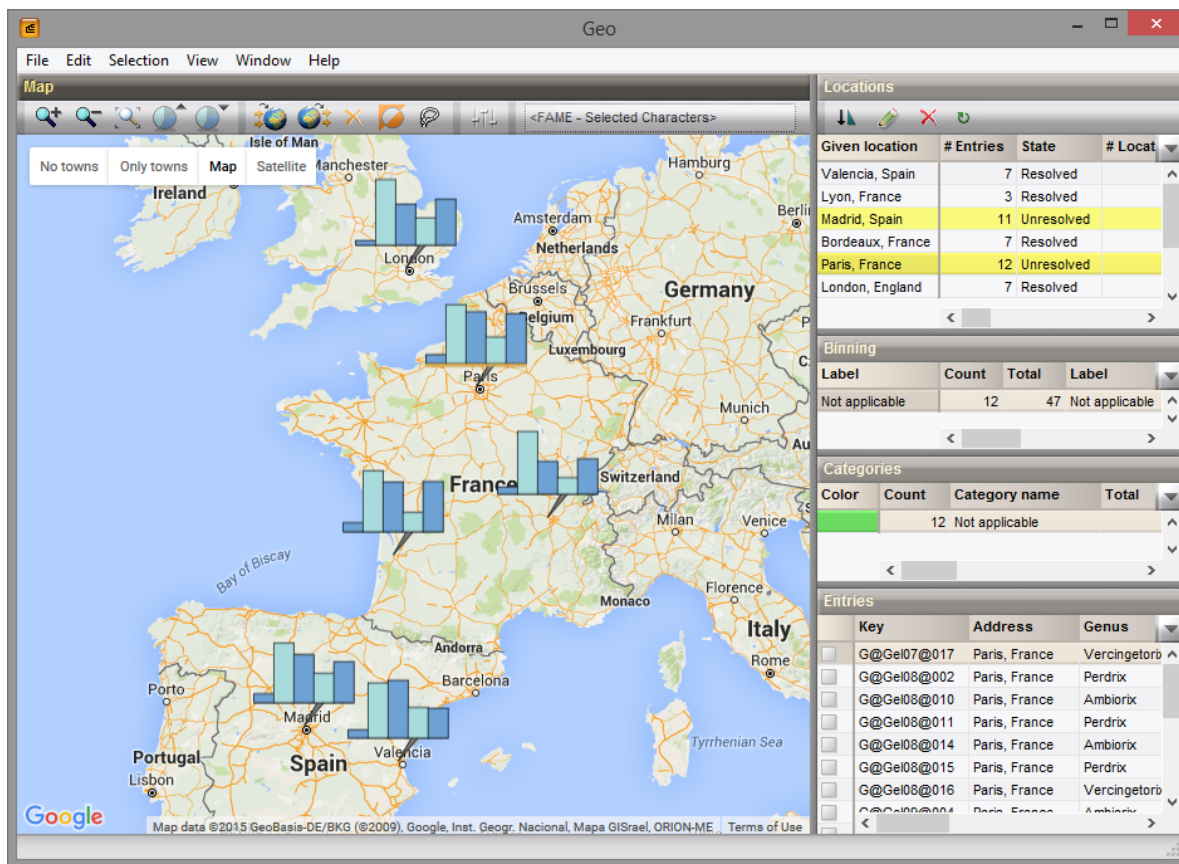 Geo
File Edit Selection View Window Help
Map
<FAME - Selected Characters>
No towns Only towns Map Satellite
Isle of Man
Manchester
Ireland
Hamburg
Amsterdam
Berlin
Netherlands
London
Brussels
Germany
Belgium
Frankfurt
Luxembourg
Paris
Munich
France
Switzerland
Milan
Venice
Bay of Biscay
Florence
Monaco
Italy
Andorra
Rome
Barcelona
Porto
Madrid
Valencia
Tyrrhenian Sea
Portugal
Spain
Lisbon
Google
Map data ©2015 GeoBasis-DE/BKG (©2009), Google, Inst. Geogr. Nacional, Mapa GISrael, ORION-ME Terms of Use
Locations
Given location # Entries State # Locat
Valencia, Spain 7 Resolved
Lyon, France 3 Resolved
Madrid, Spain 11 Unresolved
Bordeaux, France 7 Resolved
Paris, France 12 Unresolved
London, England 7 Resolved
Binning
Label Count Total Label
Not applicable 12 47 Not applicable
Categories
Color Count Category name Total
12 Not applicable
Entries
Key Address Genus
G@Gel07@017 Paris, France Vercingetorix
G@Gel08@002 Paris, France Perdrix
G@Gel08@010 Paris, France Ambiorix
G@Gel08@011 Paris, France Perdrix
G@Gel08@014 Paris, France Ambiorix
G@Gel08@015 Paris, France Perdrix
G@Gel08@016 Paris, France Vercingetorix
G@Gel09@004 Paris, France Ambiorix